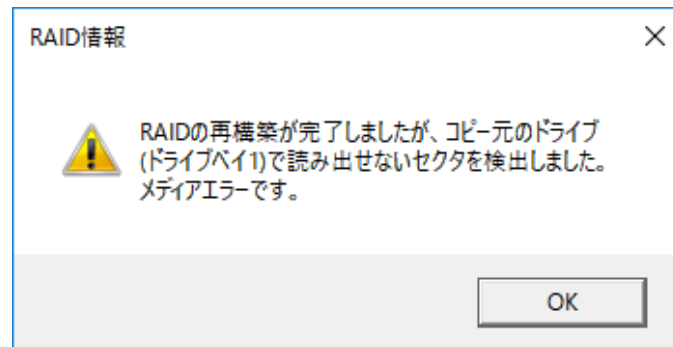 RAID情報
RAIDの再構築が完了しましたが、コピー元のドライブ
(ドライブベイ1)で読み出せないセクタを検出しました。
メディアエラーです。
OK